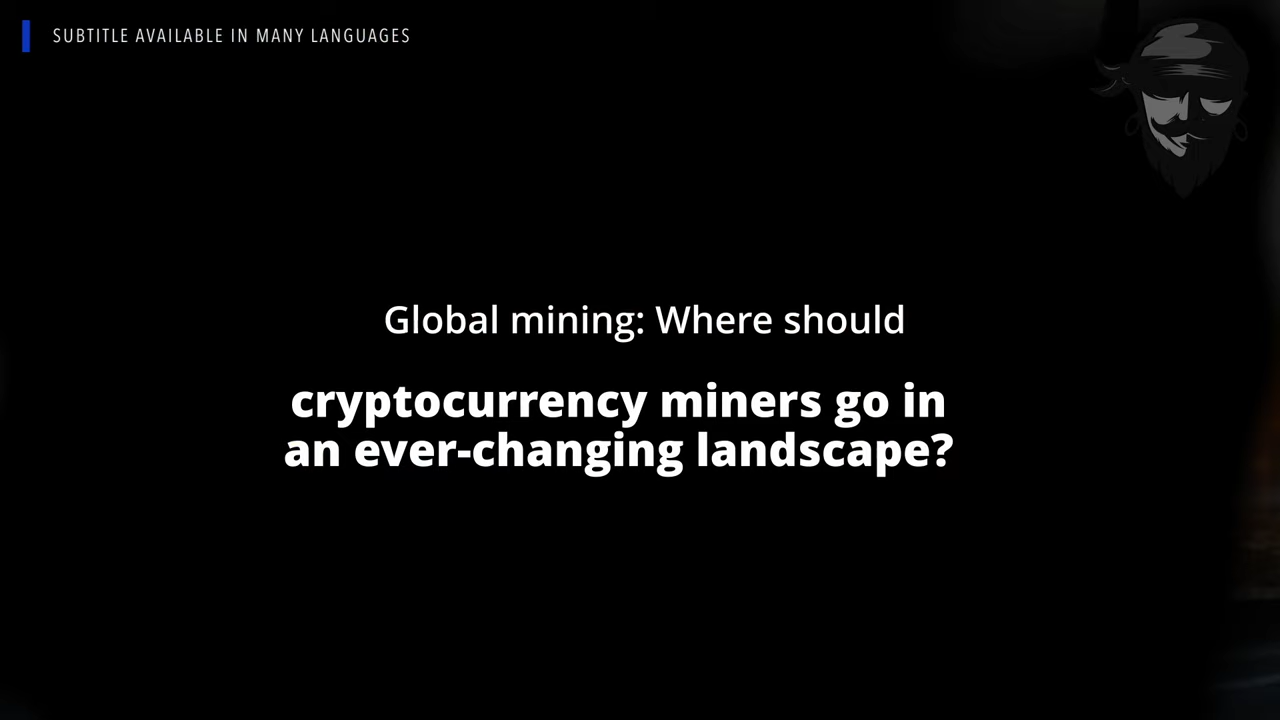 SUBTITLE AVAILABLE IN MANY LANGUAGES
Global mining: Where should
cryptocurrency miners go in
an ever-changing landscape?